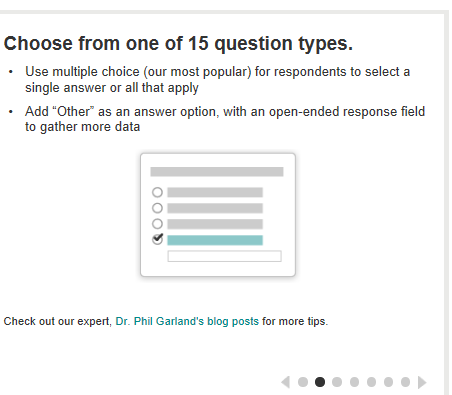 Choose from one of 15 question types.
• Use multiple choice (our most popular) for respondents to select a
single answer or all that apply
• Add “Other” as an answer option, with an open-ended response field
to gather more data
Check out our expert, Dr. Phil Garland's blog posts for more tips.